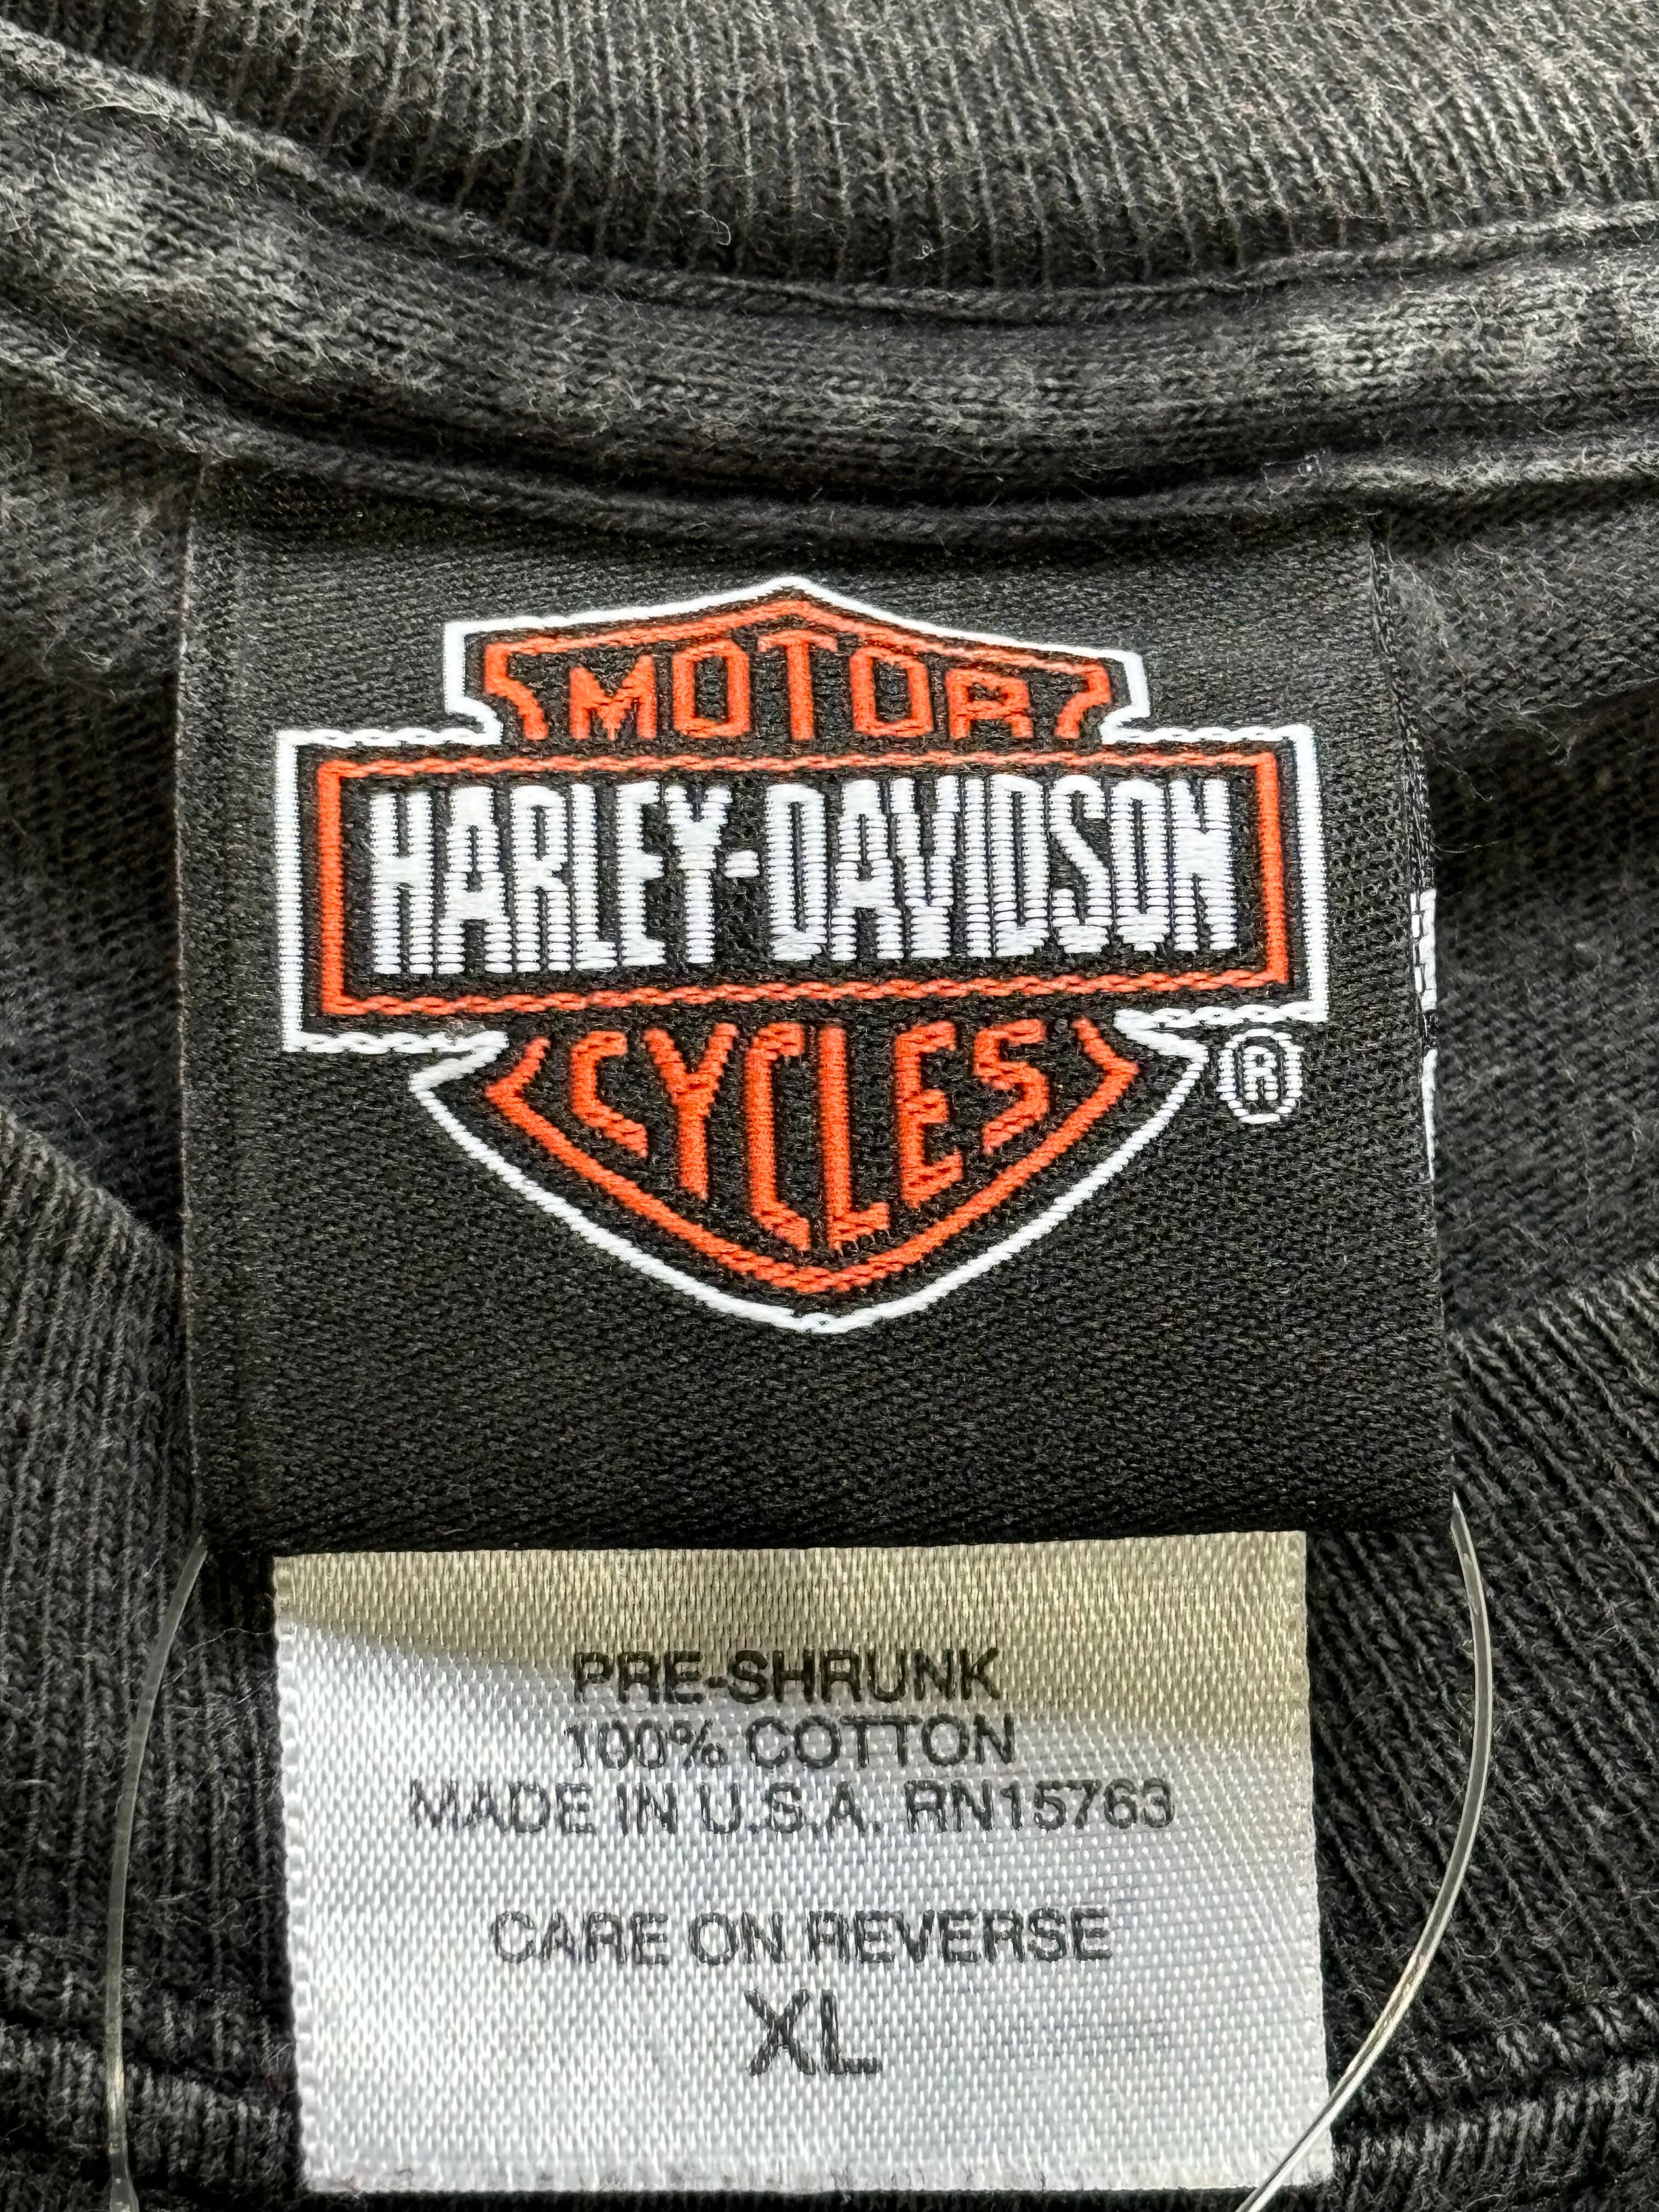 MOTOR
HARLEY-DAVIDSON
CYCLES
®
PRE-SHRUNK
100% COTTON
MADE IN U.S.A. RN15763
CARE ON REVERSE
XL